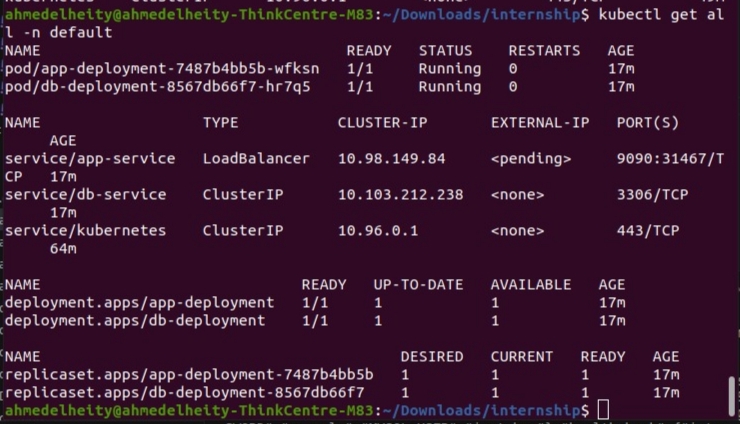 ahmedelheity@ahmedelheity-ThinkCentre-M83:~/Downloads/internship$ kubectl get al
l -n default
NAME                                  READY   STATUS    RESTARTS   AGE
pod/app-deployment-7487b4bb5b-wfksn   1/1     Running   0          17m
pod/db-deployment-8567db66f7-hr7q5    1/1     Running   0          17m

NAME                  TYPE           CLUSTER-IP       EXTERNAL-IP   PORT(S)
     AGE
service/app-service   LoadBalancer   10.98.149.84     <pending>     9090:31467/T
CP   17m
service/db-service    ClusterIP      10.103.212.238   <none>        3306/TCP
     17m
service/kubernetes    ClusterIP      10.96.0.1        <none>        443/TCP
     64m

NAME                             READY   UP-TO-DATE   AVAILABLE   AGE
deployment.apps/app-deployment   1/1     1            1           17m
deployment.apps/db-deployment    1/1     1            1           17m

NAME                                        DESIRED   CURRENT   READY   AGE
replicaset.apps/app-deployment-7487b4bb5b   1         1         1       17m
replicaset.apps/db-deployment-8567db66f7    1         1         1       17m
ahmedelheity@ahmedelheity-ThinkCentre-M83:~/Downloads/internship$